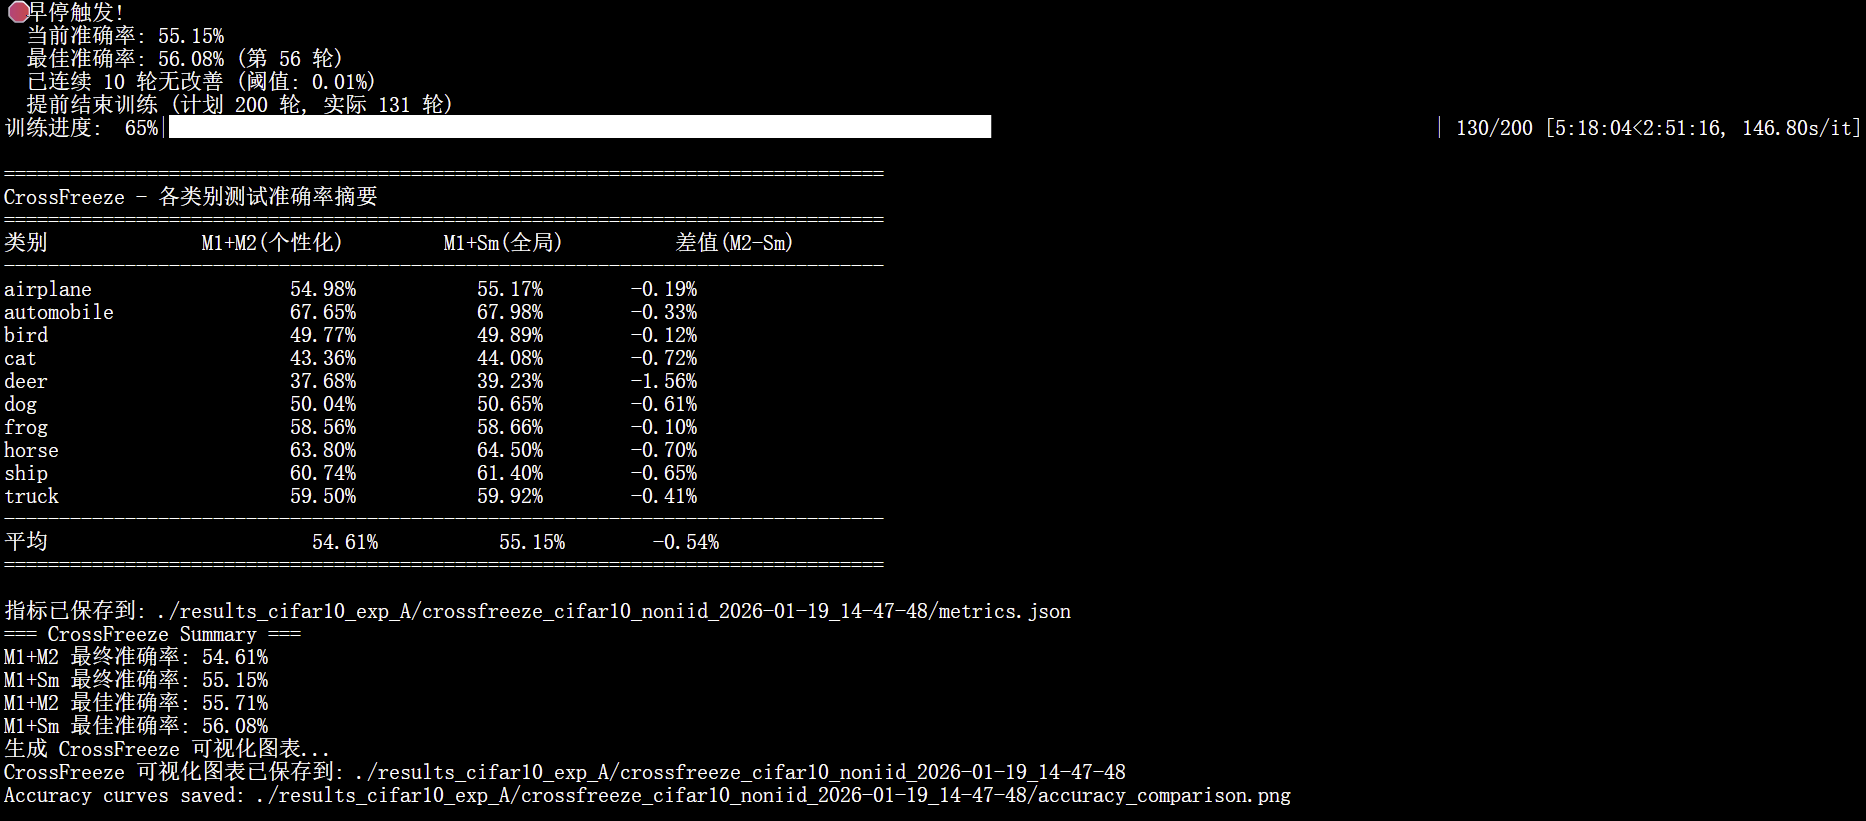 早停触发!
当前准确率: 55.15%
最佳准确率: 56.08% (第 56 轮)
已连续 10 轮无改善 (阈值: 0.01%)
提前结束训练 (计划 200 轮, 实际 131 轮)
训练进度:  65%| | 130/200 [5:18:04<2:51:16, 146.80s/it]
================================================================================
CrossFreeze - 各类别测试准确率摘要
================================================================================
类别 M1+M2(个性化) M1+Sm(全局) 差值(M2-Sm)
--------------------------------------------------------------------------------
airplane 54.98% 55.17% -0.19%
automobile 67.65% 67.98% -0.33%
bird 49.77% 49.89% -0.12%
cat 43.36% 44.08% -0.72%
deer 37.68% 39.23% -1.56%
dog 50.04% 50.65% -0.61%
frog 58.56% 58.66% -0.10%
horse 63.80% 64.50% -0.70%
ship 60.74% 61.40% -0.65%
truck 59.50% 59.92% -0.41%
--------------------------------------------------------------------------------
平均 54.61% 55.15% -0.54%
================================================================================
指标已保存到: ./results_cifar10_exp_A/crossfreeze_cifar10_noniid_2026-01-19_14-47-48/metrics.json
=== CrossFreeze Summary ===
M1+M2 最终准确率: 54.61%
M1+Sm 最终准确率: 55.15%
M1+M2 最佳准确率: 55.71%
M1+Sm 最佳准确率: 56.08%
生成 CrossFreeze 可视化图表...
CrossFreeze 可视化图表已保存到: ./results_cifar10_exp_A/crossfreeze_cifar10_noniid_2026-01-19_14-47-48
Accuracy curves saved: ./results_cifar10_exp_A/crossfreeze_cifar10_noniid_2026-01-19_14-47-48/accuracy_comparison.png